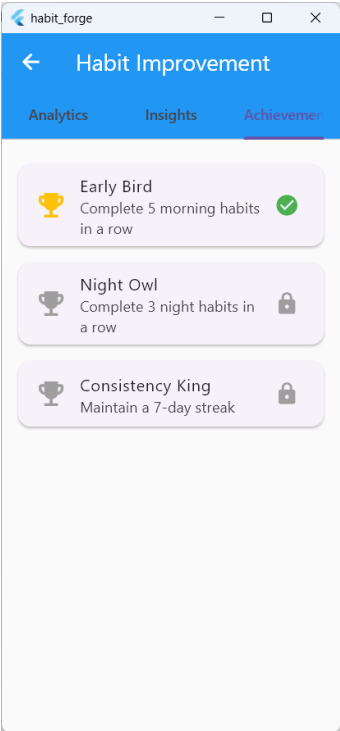 habit_forge
Habit Improvement
Analytics Insights Achievemen
Early Bird
Complete 5 morning habits
in a row
Night Owl
Complete 3 night habits in
a row
Consistency King
Maintain a 7-day streak